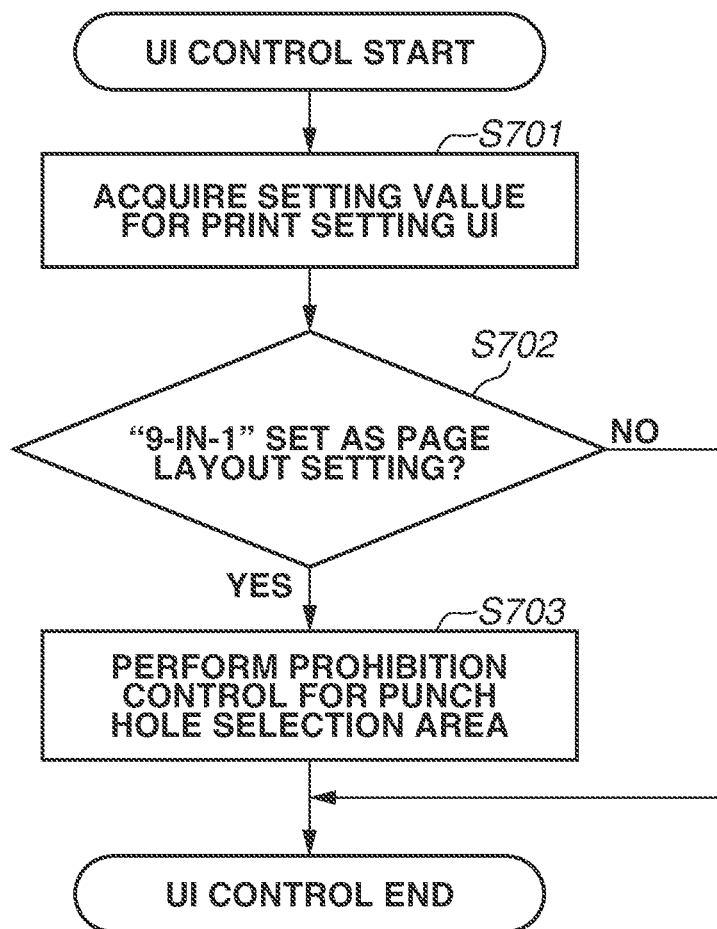 UI CONTROL START
S701
ACQUIRE SETTING VALUE
FOR PRINT SETTING UI
S702
“9-IN-1” SET AS PAGE
LAYOUT SETTING?
NO
YES
S703
PERFORM PROHIBITION
CONTROL FOR PUNCH
HOLE SELECTION AREA
UI CONTROL END